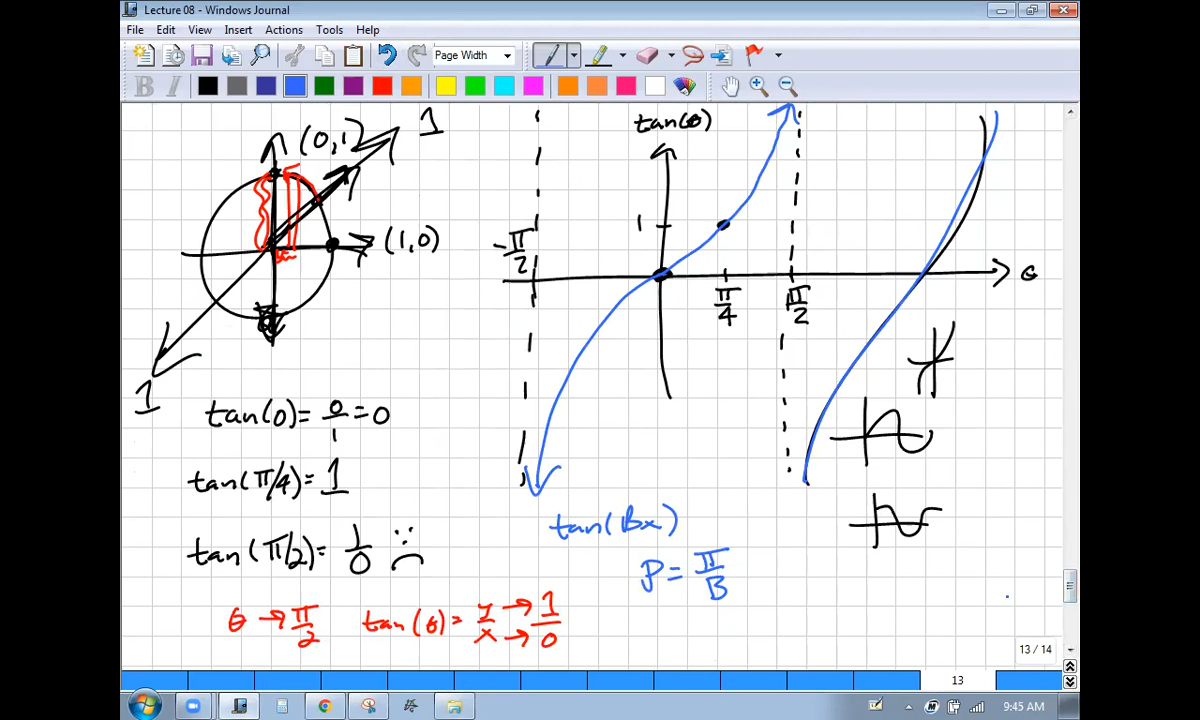 Lecture 08 - Windows Journal
File Edit View Insert Actions Tools Help
Page Width
B I
(0,1)
1
(1,0)
1
tan(θ)
1
-π/2
π/4
π/2
θ
tan(0)= 0/1 =0
tan(π/4)= 1
tan(π/2)= 1/0 :(
θ → π/2 tan(θ)= y/x → 1/0
tan(Bx)
P= π/B
13 / 14
13
9:45 AM